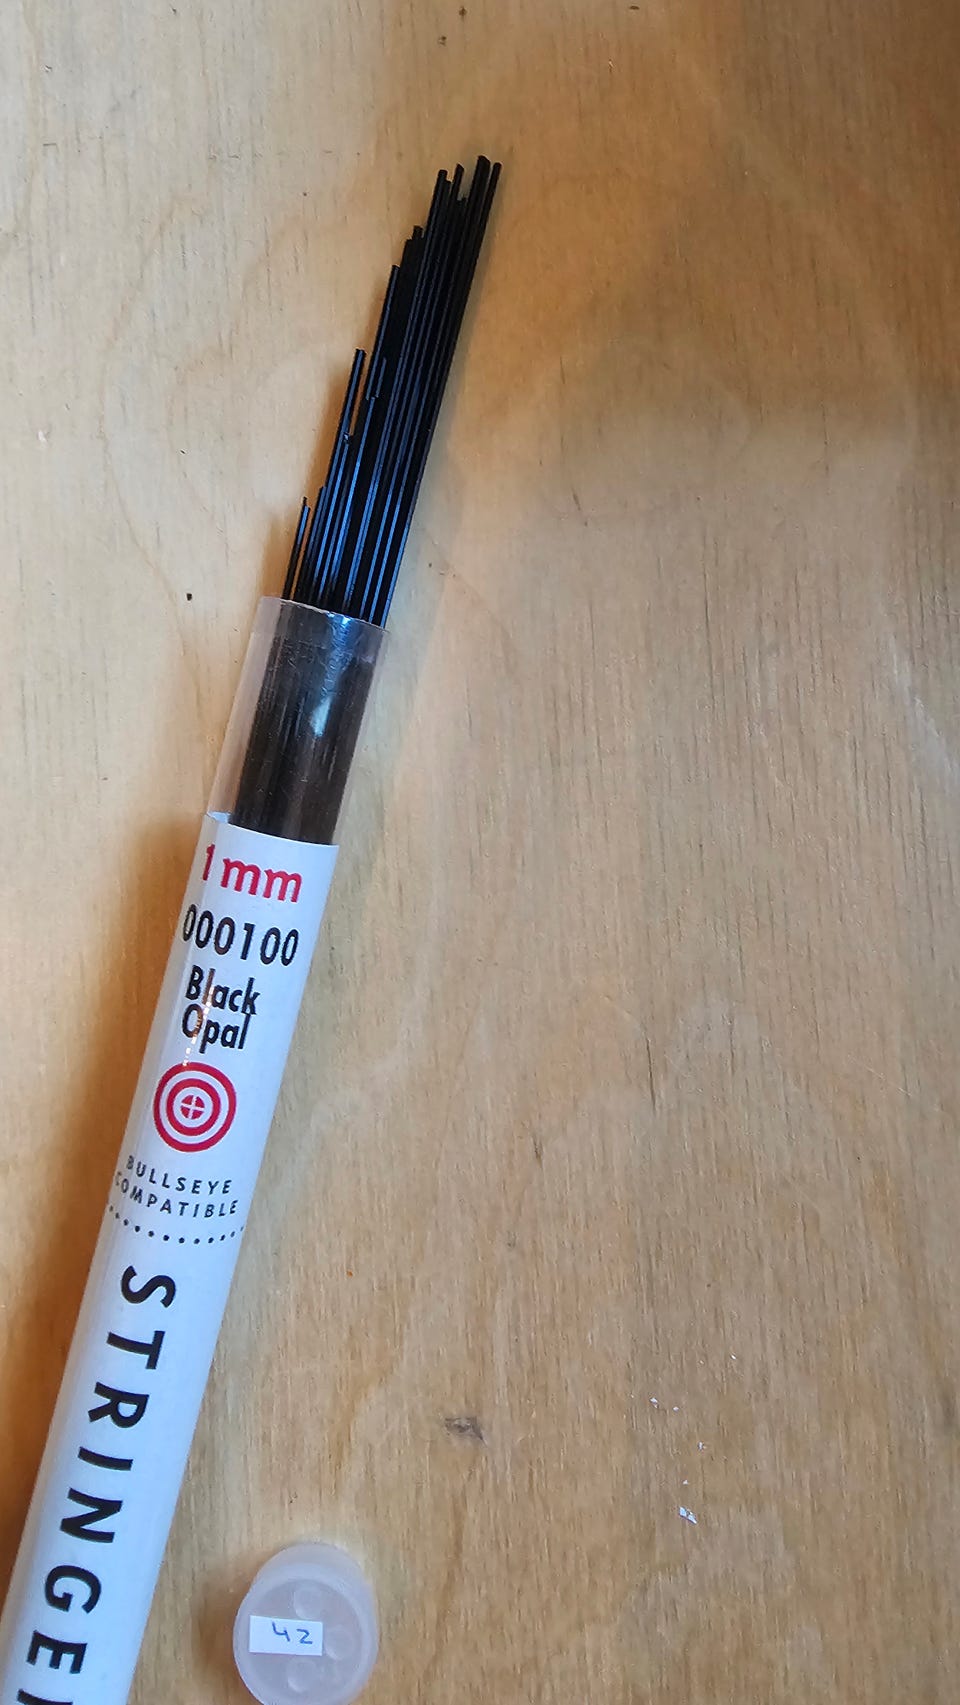 1mm
000100
Black
Opal
BULLSEYE
COMPATIBLE
STRINGE
42